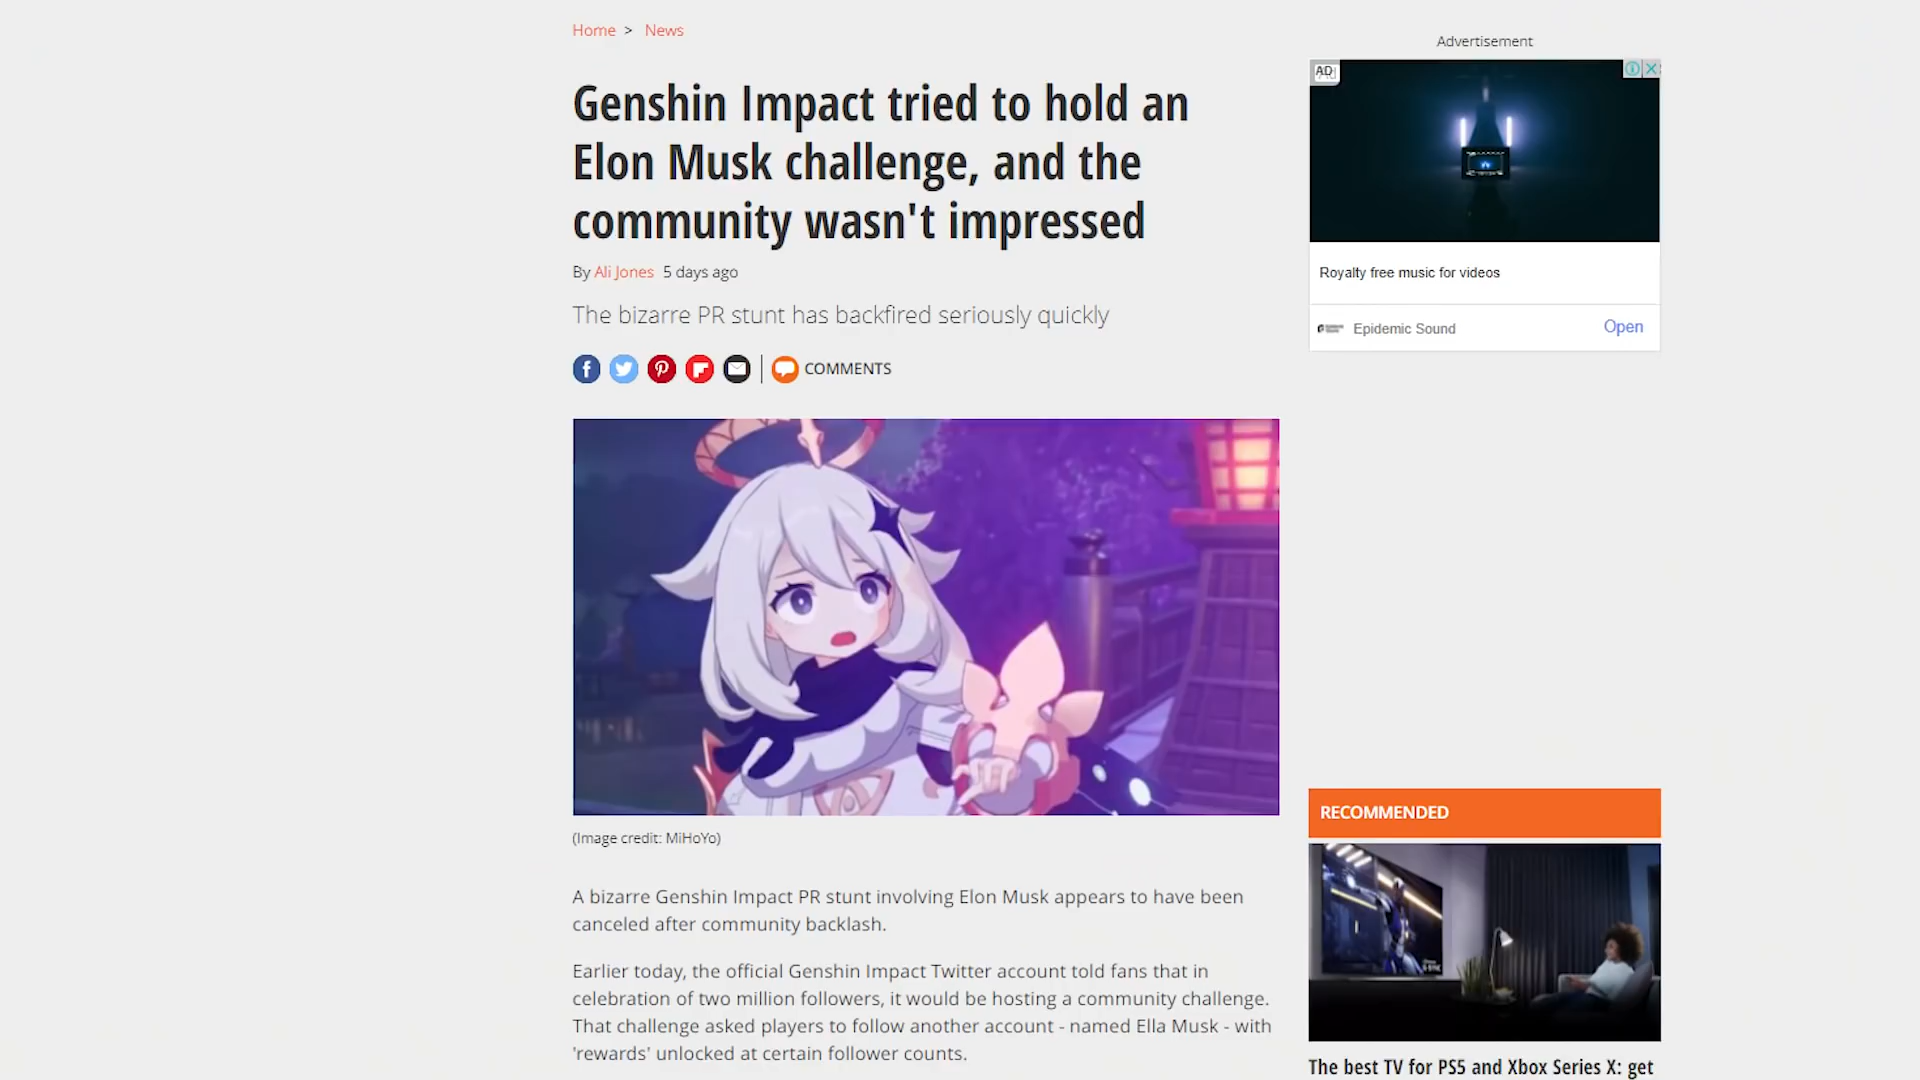 Home > News
Genshin Impact tried to hold an
Elon Musk challenge, and the
community wasn't impressed
By Ali Jones 5 days ago
The bizarre PR stunt has backfired seriously quickly
COMMENTS
(Image credit: MiHoYo)
A bizarre Genshin Impact PR stunt involving Elon Musk appears to have been
canceled after community backlash.
Earlier today, the official Genshin Impact Twitter account told fans that in
celebration of two million followers, it would be hosting a community challenge.
That challenge asked players to follow another account - named Ella Musk - with
'rewards' unlocked at certain follower counts.
Advertisement
AD
Royalty free music for videos
Epidemic Sound
Open
RECOMMENDED
The best TV for PS5 and Xbox Series X: get